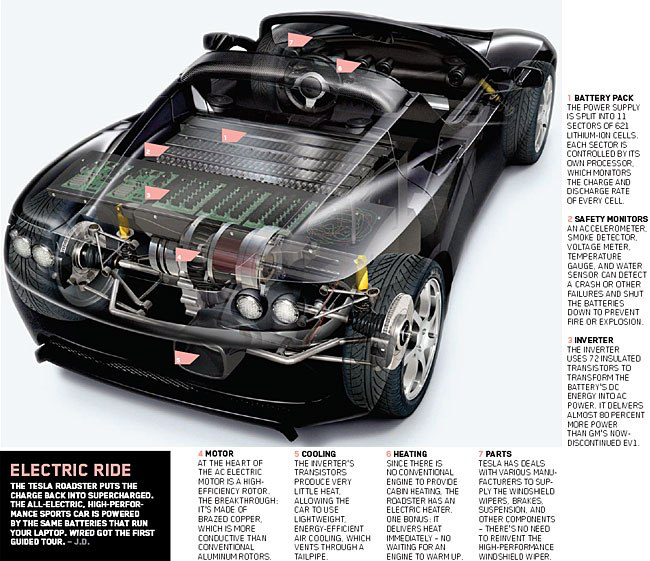 1 BATTERY PACK
THE POWER SUPPLY
IS SPLIT INTO 11
SECTORS OF 621
LITHIUM-ION CELLS.
EACH SECTOR IS
CONTROLLED BY ITS
OWN PROCESSOR,
WHICH MONITORS
THE CHARGE AND
DISCHARGE RATE
OF EVERY CELL.
2 SAFETY MONITORS
AN ACCELEROMETER,
SMOKE DETECTOR,
VOLTAGE METER,
TEMPERATURE
GAUGE, AND WATER
SENSOR CAN DETECT
A CRASH OR OTHER
FAILURES AND SHUT
THE BATTERIES
DOWN TO PREVENT
FIRE OR EXPLOSION.
3 INVERTER
THE INVERTER
USES 72 INSULATED
TRANSISTORS TO
TRANSFORM THE
BATTERY'S DC
ENERGY INTO AC
POWER. IT DELIVERS
ALMOST 80 PERCENT
MORE POWER
THAN GM'S NOW-
DISCONTINUED EV1.
ELECTRIC RIDE
THE TESLA ROADSTER PUTS THE
CHARGE BACK INTO SUPERCHARGED.
THE ALL-ELECTRIC, HIGH-PERFOR-
MANCE SPORTS CAR IS POWERED
BY THE SAME BATTERIES THAT RUN
YOUR LAPTOP. WIRED GOT THE FIRST
GUIDED TOUR. – J.D.
4 MOTOR
AT THE HEART OF
THE AC ELECTRIC
MOTOR IS A HIGH-
EFFICIENCY ROTOR.
THE BREAKTHROUGH:
IT'S MADE OF
BRAZED COPPER,
WHICH IS MORE
CONDUCTIVE THAN
CONVENTIONAL
ALUMINUM ROTORS.
5 COOLING
THE INVERTER'S
TRANSISTORS
PRODUCE VERY
LITTLE HEAT,
ALLOWING THE
CAR TO USE
LIGHTWEIGHT,
ENERGY-EFFICIENT
AIR COOLING, WHICH
VENTS THROUGH A
TAILPIPE.
6 HEATING
SINCE THERE IS
NO CONVENTIONAL
ENGINE TO PROVIDE
CABIN HEATING, THE
ROADSTER HAS AN
ELECTRIC HEATER.
ONE BONUS: IT
DELIVERS HEAT
IMMEDIATELY – NO
WAITING FOR AN
ENGINE TO WARM UP.
7 PARTS
TESLA HAS DEALS
WITH VARIOUS MANU-
FACTURERS TO SUP-
PLY THE WINDSHIELD
WIPERS, BRAKES,
SUSPENSION, AND
OTHER COMPONENTS
– THERE'S NO NEED
TO REINVENT THE
HIGH-PERFORMANCE
WINDSHIELD WIPER.